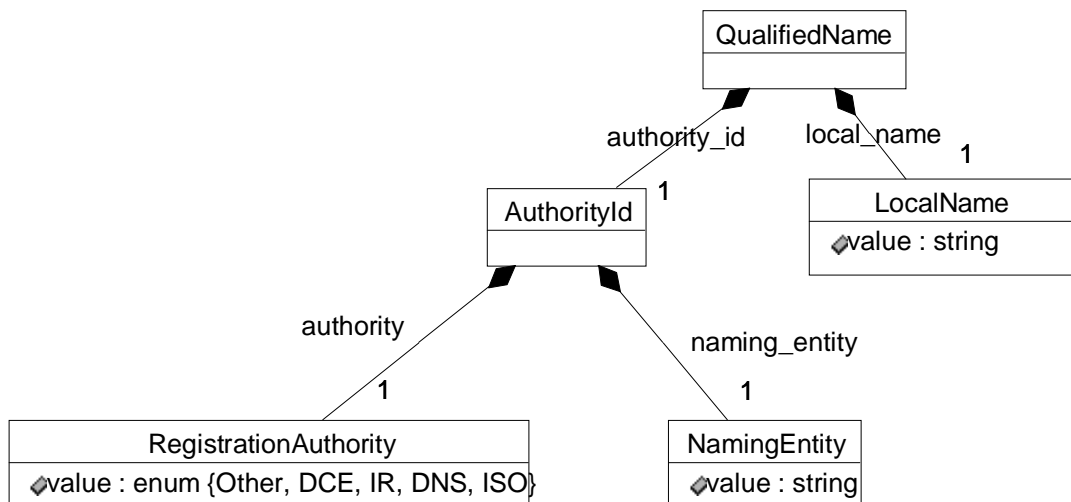 QualifiedName
authority_id
local_name
1
1
AuthorityId
LocalName
value : string
authority
naming_entity
1
1
RegistrationAuthority
NamingEntity
value : enum {Other, DCE, IR, DNS, ISO}
value : string